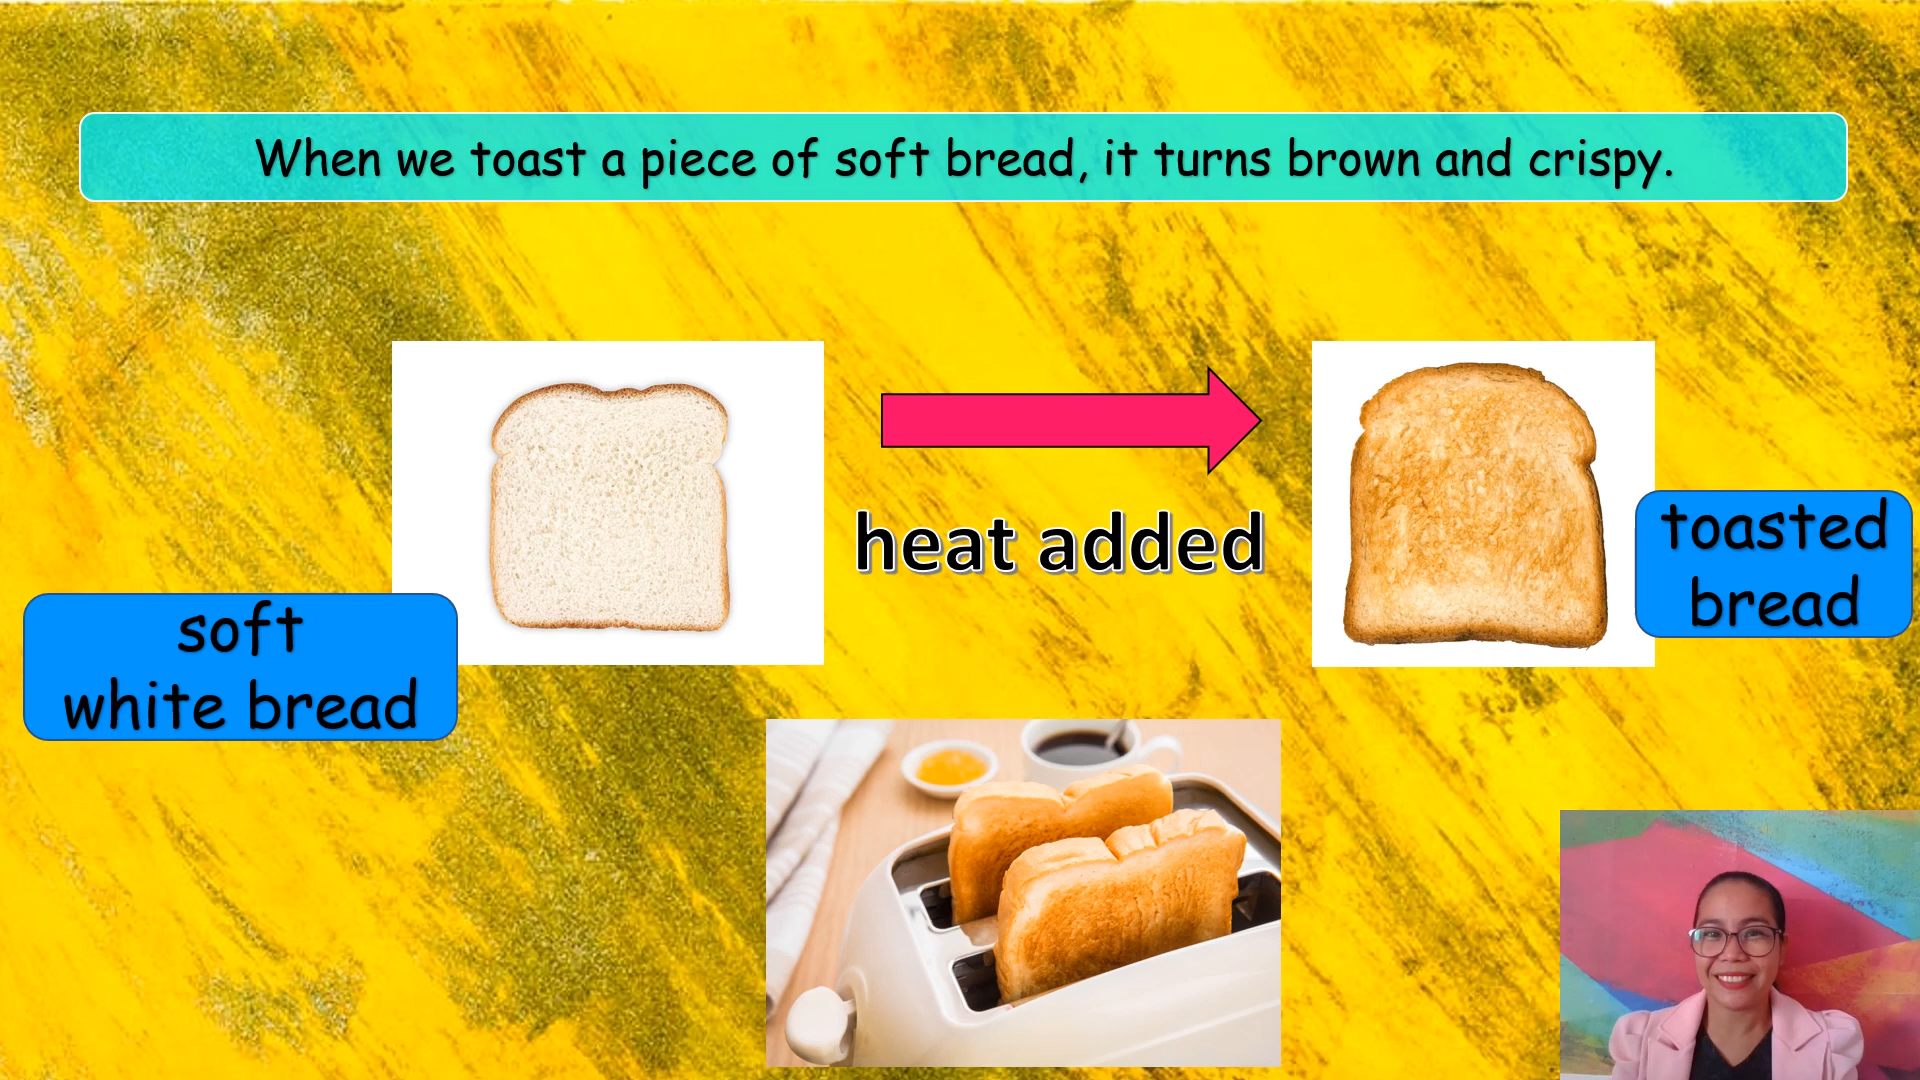 When we toast a piece of soft bread, it turns brown and crispy.
heat added
toasted
bread
soft
white bread